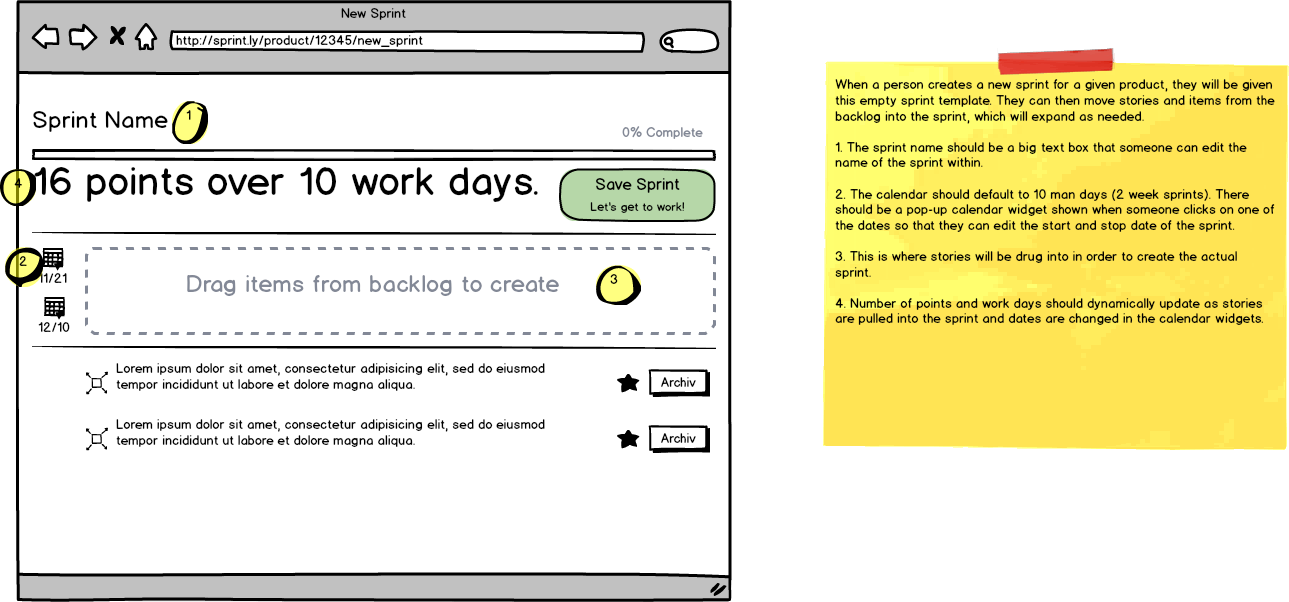 New Sprint
http://sprint.ly/product/12345/new_sprint
Sprint Name
1
0% Complete
4
16 points over 10 work days.
Save Sprint
Let's get to work!
2
11/21
12/10
Drag items from backlog to create
3
Lorem ipsum dolor sit amet, consectetur adipisicing elit, sed do eiusmod
tempor incididunt ut labore et dolore magna aliqua.
Archiv
Lorem ipsum dolor sit amet, consectetur adipisicing elit, sed do eiusmod
tempor incididunt ut labore et dolore magna aliqua.
Archiv
When a person creates a new sprint for a given product, they will be given
this empty sprint template. They can then move stories and items from the
backlog into the sprint, which will expand as needed.
1. The sprint name should be a big text box that someone can edit the
name of the sprint within.
2. The calendar should default to 10 man days (2 week sprints). There
should be a pop-up calendar widget shown when someone clicks on one of
the dates so that they can edit the start and stop date of the sprint.
3. This is where stories will be drug into in order to create the actual
sprint.
4. Number of points and work days should dynamically update as stories
are pulled into the sprint and dates are changed in the calendar widgets.